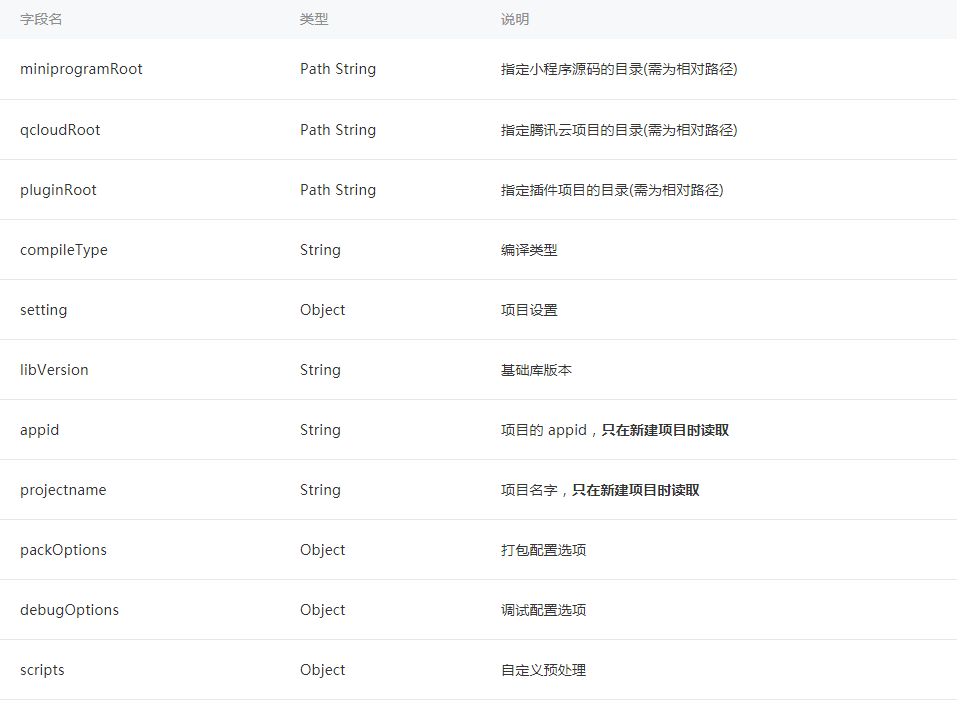 字段名 类型 说明
miniprogramRoot Path String 指定小程序源码的目录(需为相对路径)
qcloudRoot Path String 指定腾讯云项目的目录(需为相对路径)
pluginRoot Path String 指定插件项目的目录(需为相对路径)
compileType String 编译类型
setting Object 项目设置
libVersion String 基础库版本
appid String 项目的 appid，只在新建项目时读取
projectname String 项目名字，只在新建项目时读取
packOptions Object 打包配置选项
debugOptions Object 调试配置选项
scripts Object 自定义预处理